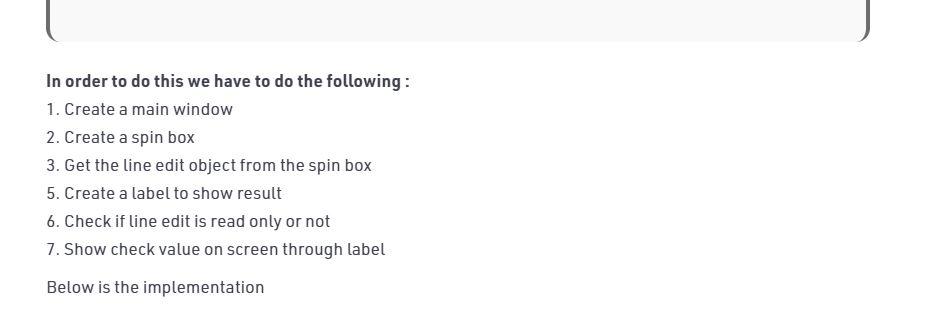 In order to do this we have to do the following :
1. Create a main window
2. Create a spin box
3. Get the line edit object from the spin box
5. Create a label to show result
6. Check if line edit is read only or not
7. Show check value on screen through label
Below is the implementation